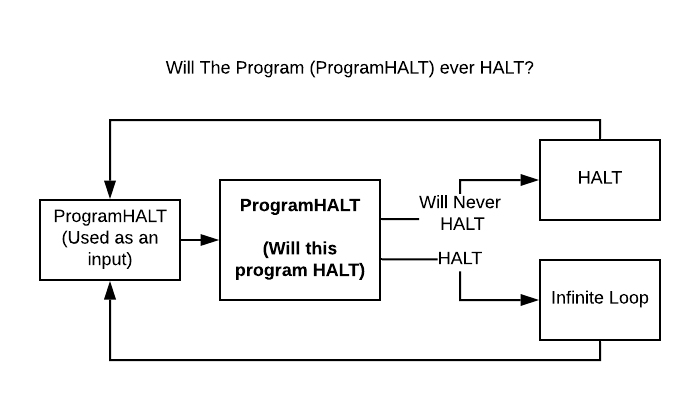 Will The Program (ProgramHALT) ever HALT?
ProgramHALT
(Used as an
input)
ProgramHALT
(Will this
program HALT)
Will Never
HALT
HALT
HALT
Infinite Loop